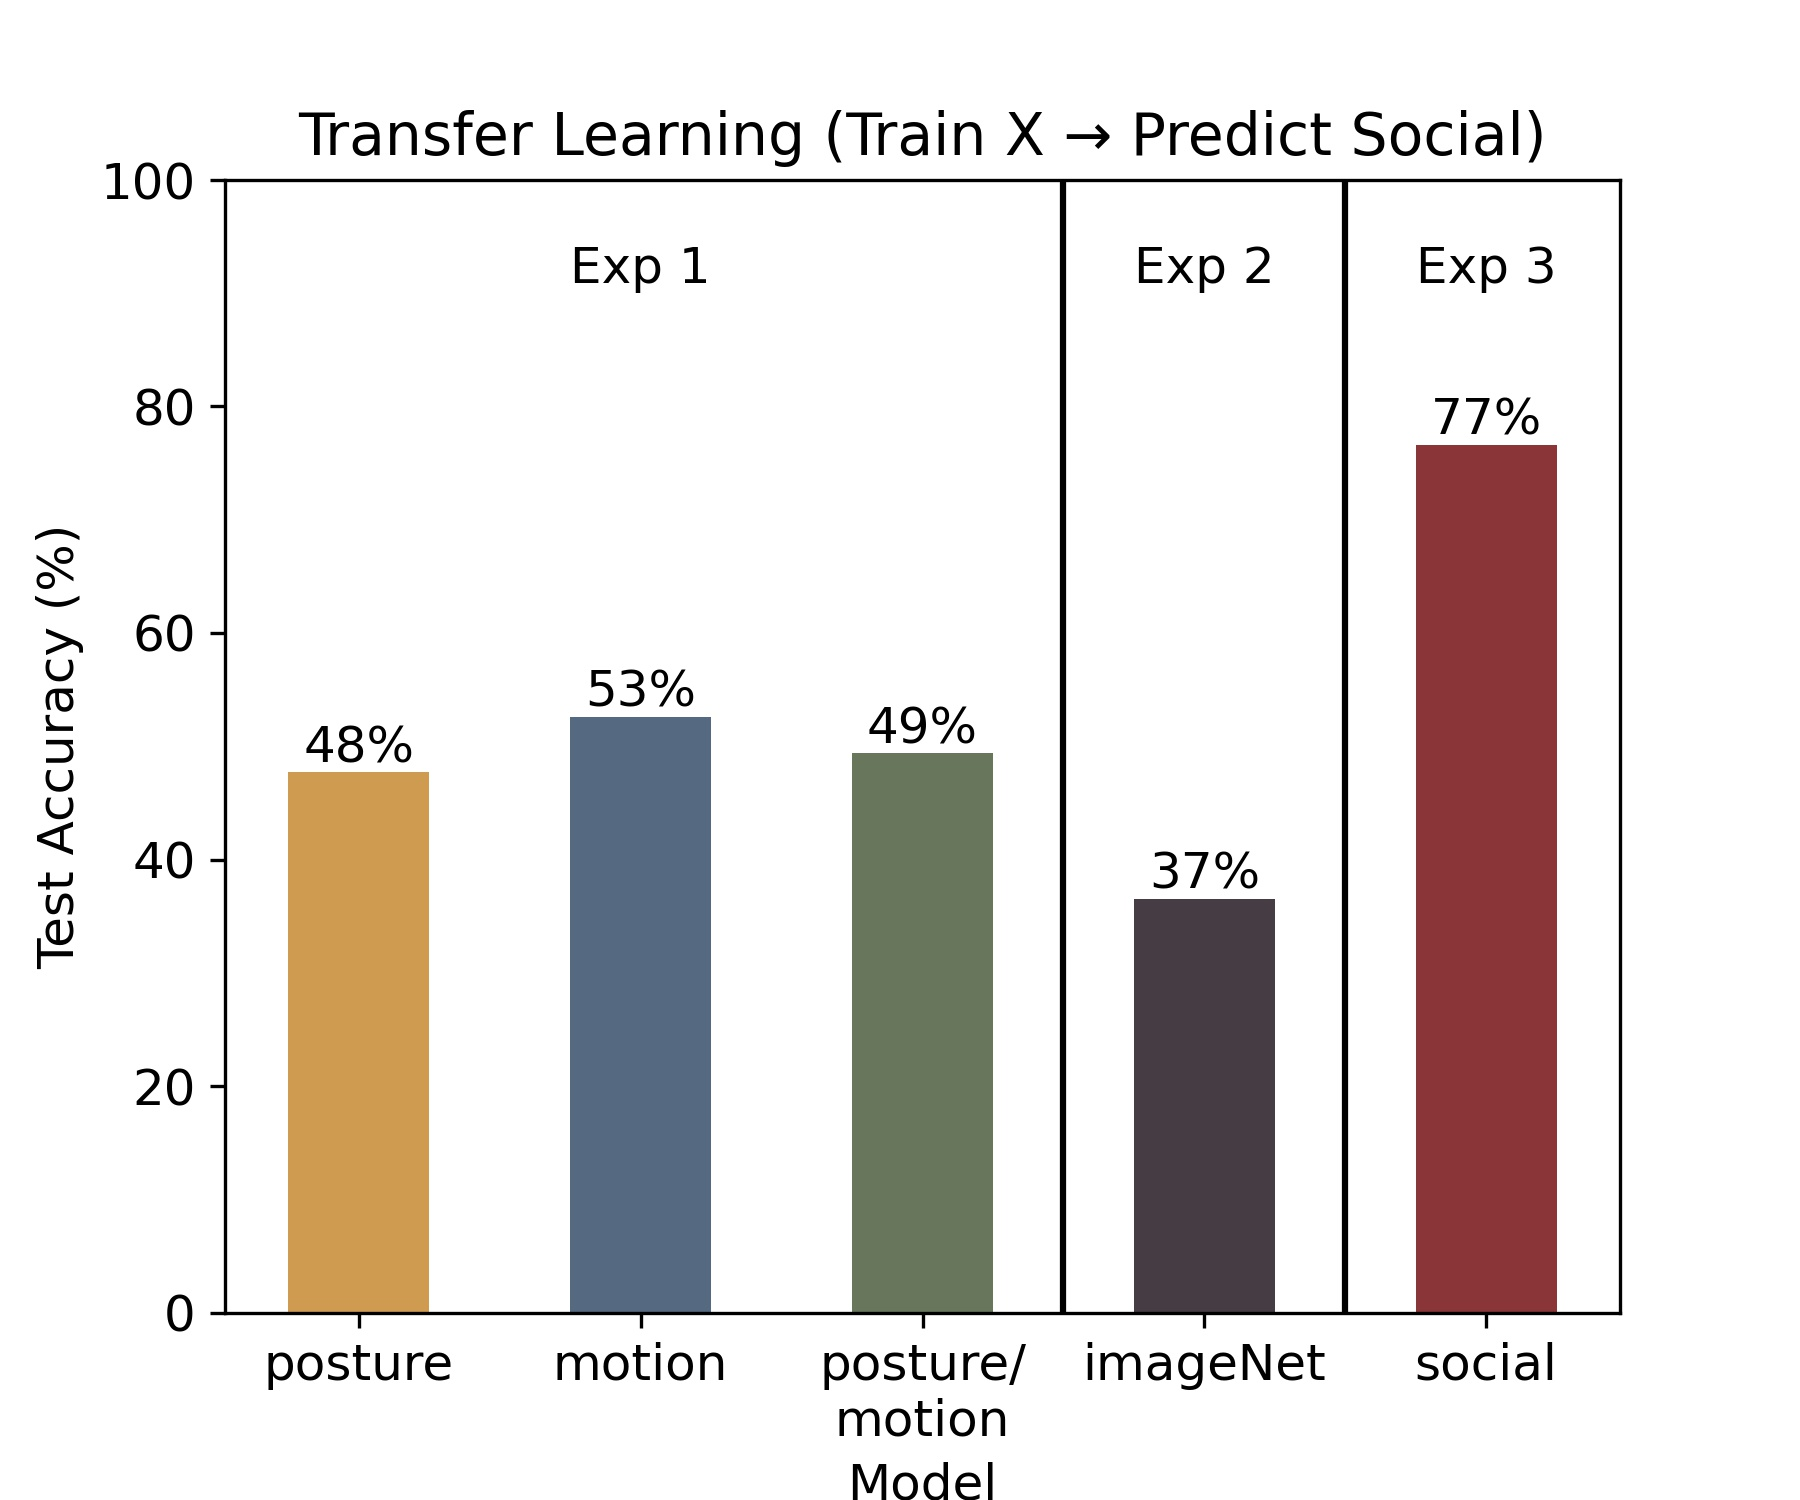 Transfer Learning (Train X → Predict Social)
100
80
60
40
20
0
Test Accuracy (%)
Exp 1
Exp 2
Exp 3
48%
53%
49%
37%
77%
posture
motion
posture/
motion
imageNet
social
Model